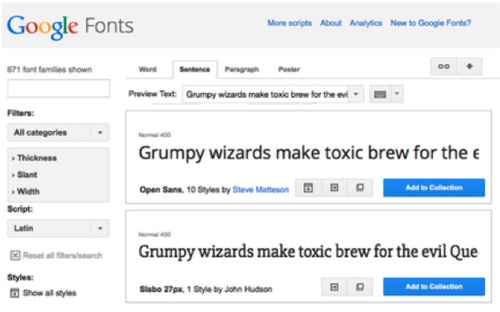 Google Fonts
More scripts About Analytics New to Google Fonts?
671 font families shown
Word Sentence Paragraph Poster
Preview Text: Grumpy wizards make toxic brew for the evi
Filters:
All categories
Thickness
Slant
Width
Script:
Latin
Reset all filters/search
Styles:
Show all styles
Normal 400
Grumpy wizards make toxic brew for the e
Open Sans, 10 Styles by Steve Matteson
Add to Collection
Normal 400
Grumpy wizards make toxic brew for the evil Que
Slabo 27px, 1 Style by John Hudson
Add to Collection